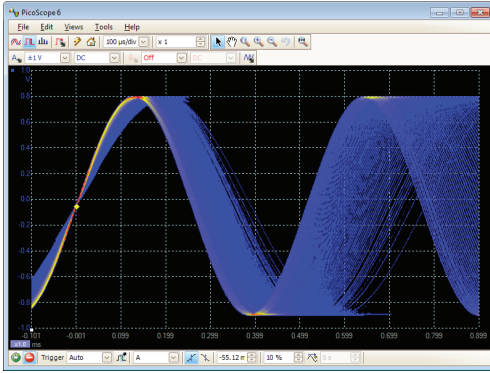 PicoScope 6
File Edit Views Tools Help
100 µs/div x 1
A ±1 V DC Off DC
1.0
V
0.8
0.6
0.4
0.2
0.0
-0.2
-0.4
-0.6
-0.8
-1.0
-0.101 -0.001 0.099 0.199 0.299 0.399 0.499 0.599 0.699 0.799 0.899
x1.0 ms
Trigger Auto A -55.12 m 10 % 0 s